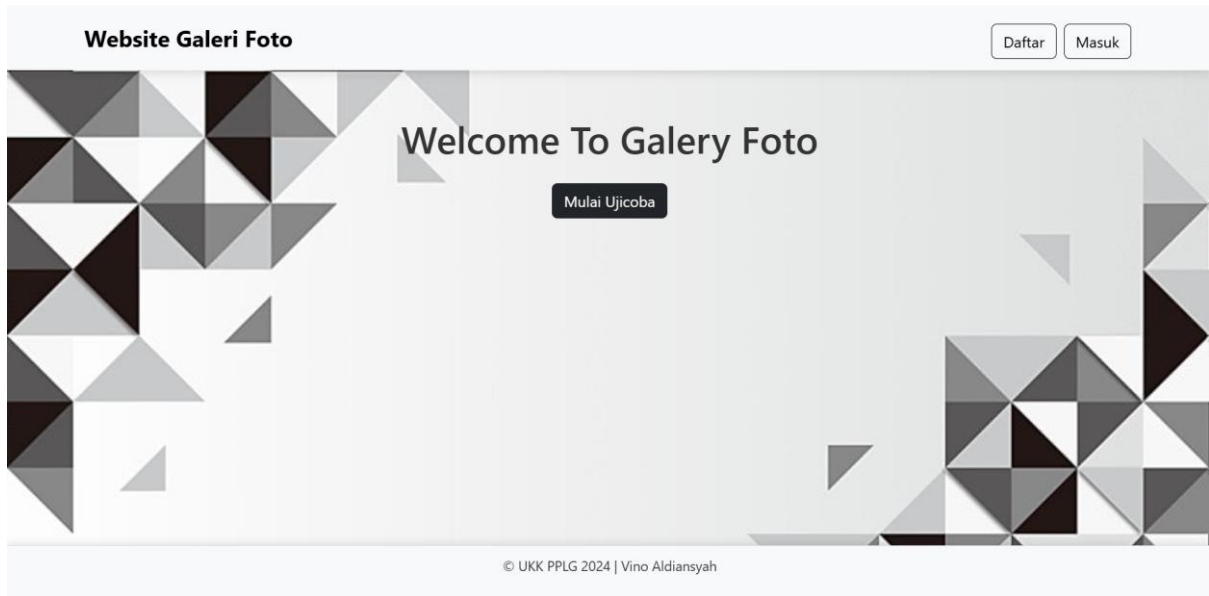 Website Galeri Foto
Daftar
Masuk
Welcome To Galery Foto
Mulai Ujicoba
© UKK PPLG 2024 | Vino Aldiansyah